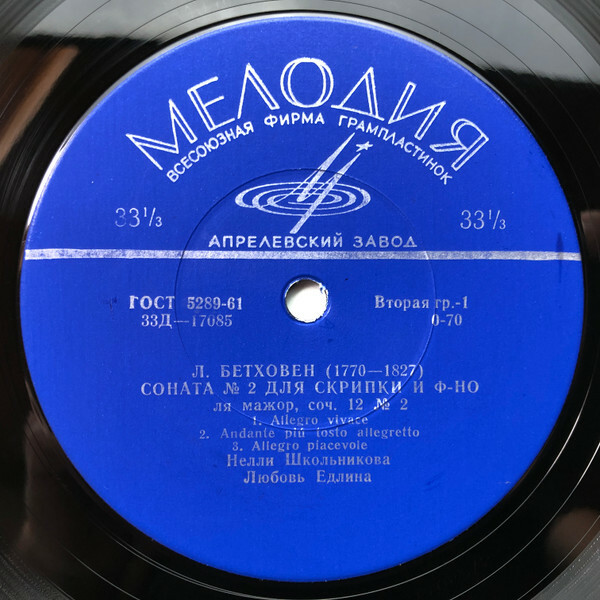 МЕЛОДИЯ
ВСЕСОЮЗНАЯ ФИРМА ГРАМПЛАСТИНОК
33⅓ 33⅓
АПРЕЛЕВСКИЙ ЗАВОД
ГОСТ 5289-61 Вторая гр.-1
33Д—17085 0-70
Л. БЕТХОВЕН (1770—1827)
СОНАТА № 2 ДЛЯ СКРИПКИ И Ф-НО
ля мажор, соч. 12 № 2
1. Allegro vivace
2. Andante più tosto allegretto
3. Allegro piacevole
Нелли Школьникова
Любовь Едлина